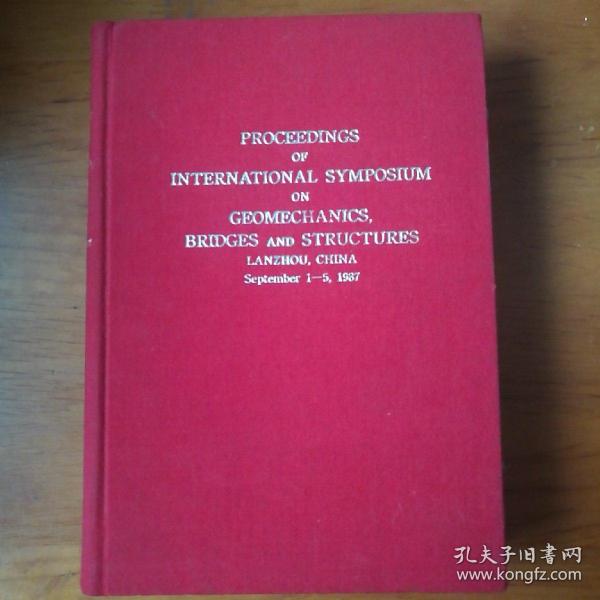 PROCEEDINGS
OF
INTERNATIONAL SYMPOSIUM
ON
GEOMECHANICS,
BRIDGES AND STRUCTURES
LANZHOU, CHINA
September 1—5, 1987
孔夫子旧书网
www.kongfz.com